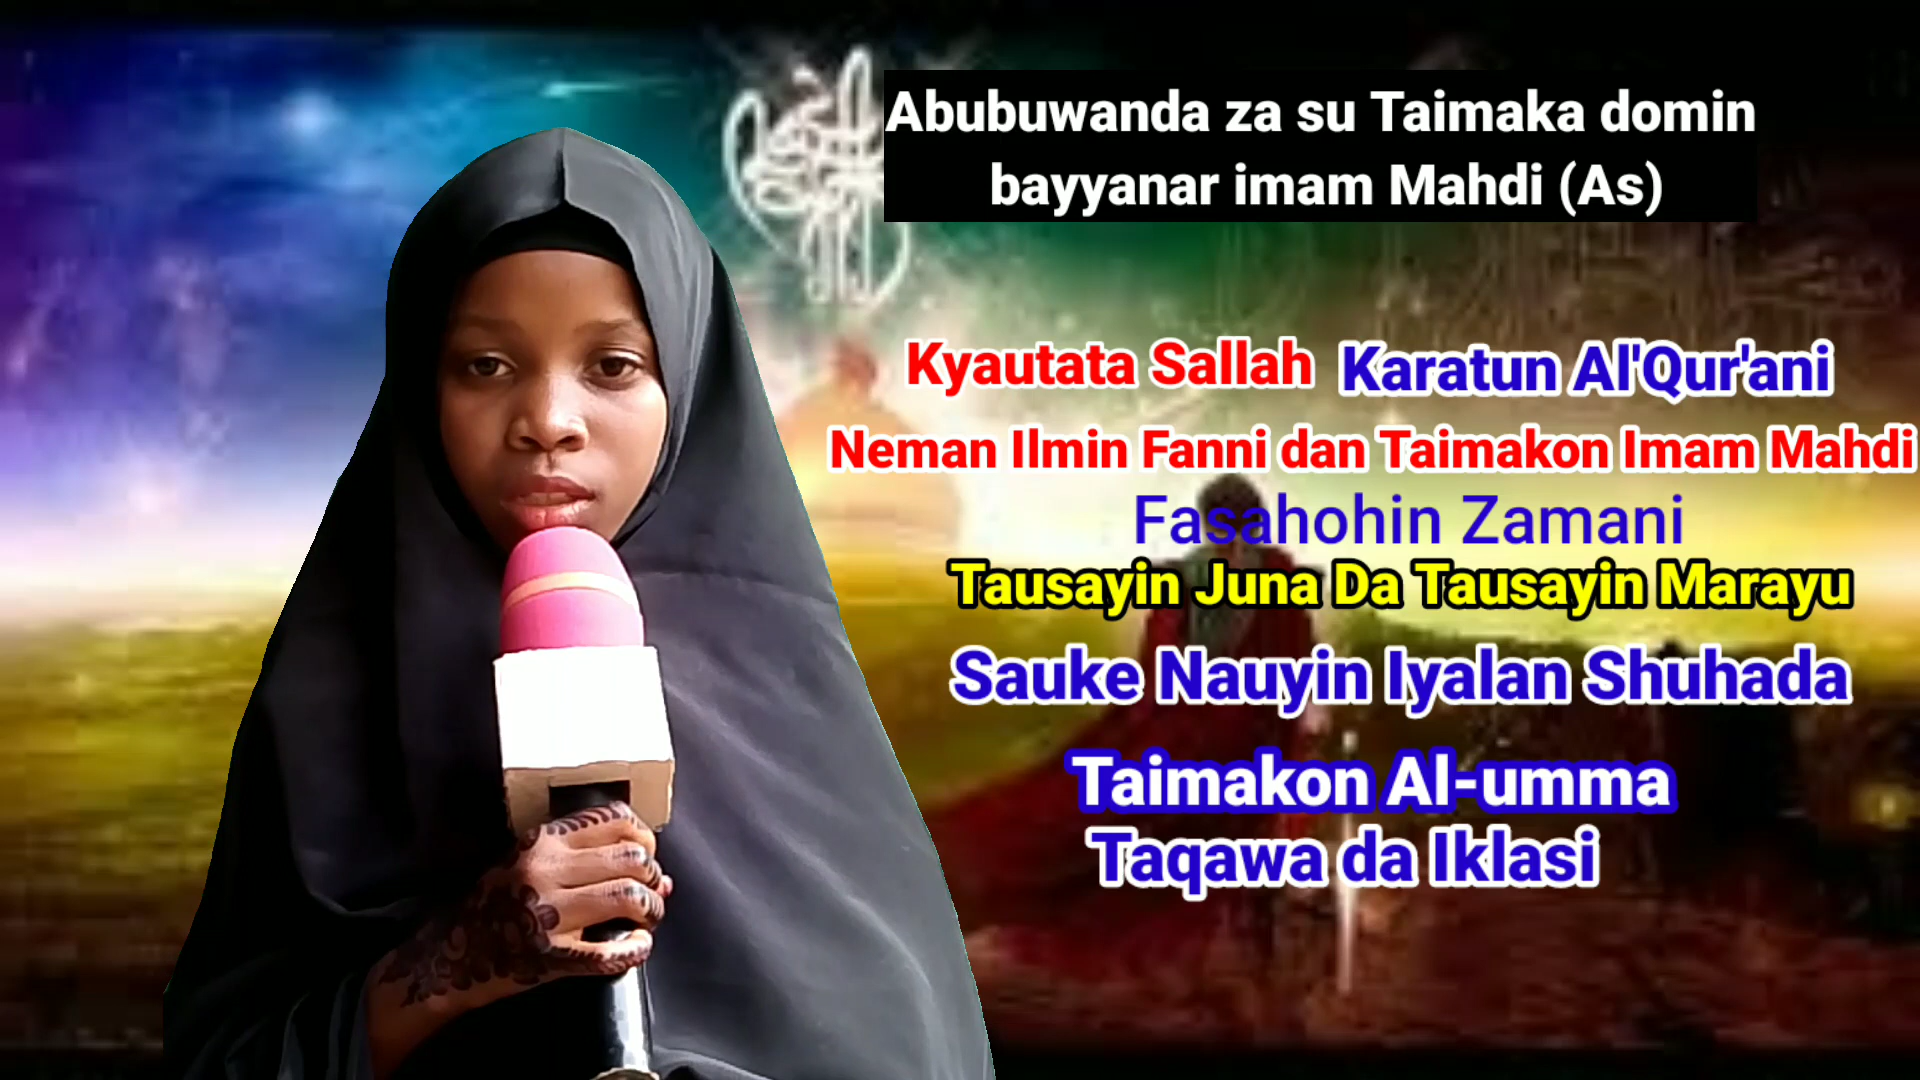 Abubuwanda za su Taimaka domin
bayyanar imam Mahdi (As)
Kyautata Sallah Karatun Al'Qur'ani
Neman Ilmin Fanni dan Taimakon Imam Mahdi
Fasahohin Zamani
Tausayin Juna Da Tausayin Marayu
Sauke Nauyin Iyalan Shuhada
Taimakon Al-umma
Taqawa da Iklasi